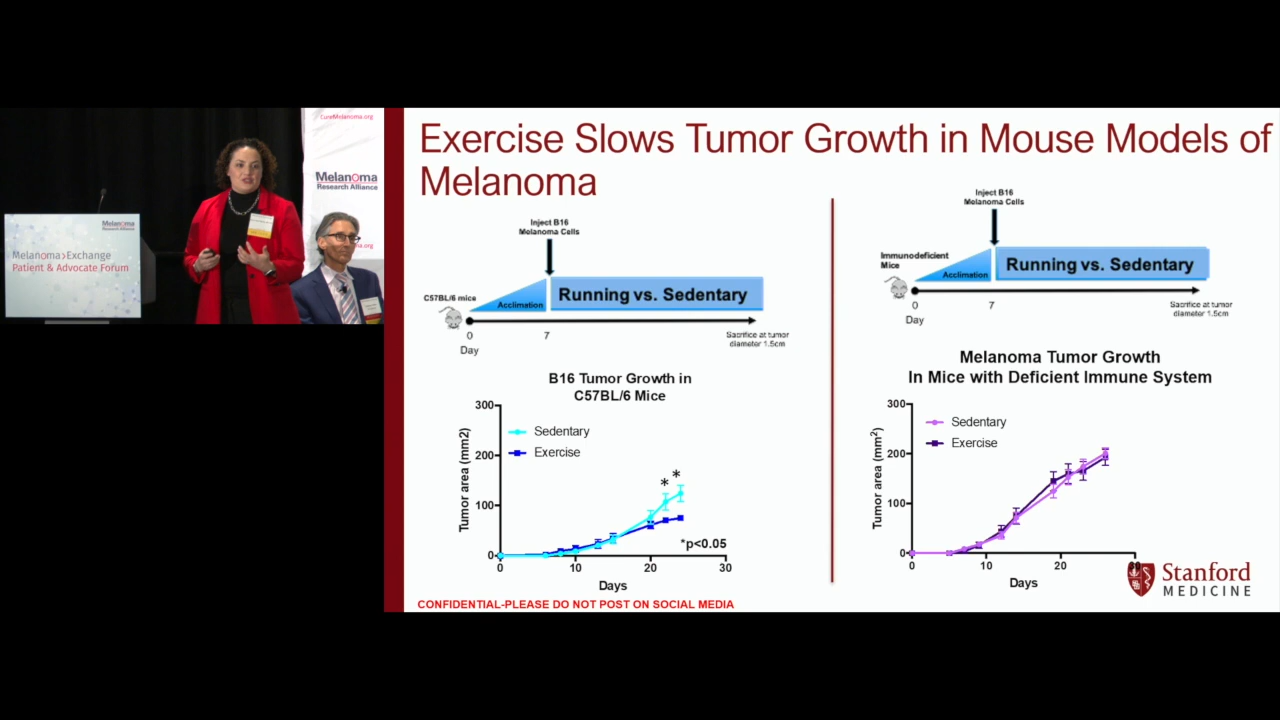 CureMelanoma.org
Melanoma
Research Alliance
Melanoma
Research Alliance
Melanoma>Exchange
Patient & Advocate Forum
Exercise Slows Tumor Growth in Mouse Models of
Melanoma
Inject B16
Melanoma Cells
C57BL/6 mice
Acclimation
Running vs. Sedentary
0
7
Day
Sacrifice at tumor
diameter 1.5cm
B16 Tumor Growth in
C57BL/6 Mice
300
200
100
0
Tumor area (mm2)
Sedentary
Exercise
* *
*p<0.05
0 10 20 30
Days
CONFIDENTIAL-PLEASE DO NOT POST ON SOCIAL MEDIA
Inject B16
Melanoma Cells
Immunodeficient
Mice
Acclimation
Running vs. Sedentary
0
7
Day
Sacrifice at tumor
diameter 1.5cm
Melanoma Tumor Growth
In Mice with Deficient Immune System
300
200
100
0
Tumor area (mm²)
Sedentary
Exercise
0 10 20
Days
Stanford
MEDICINE